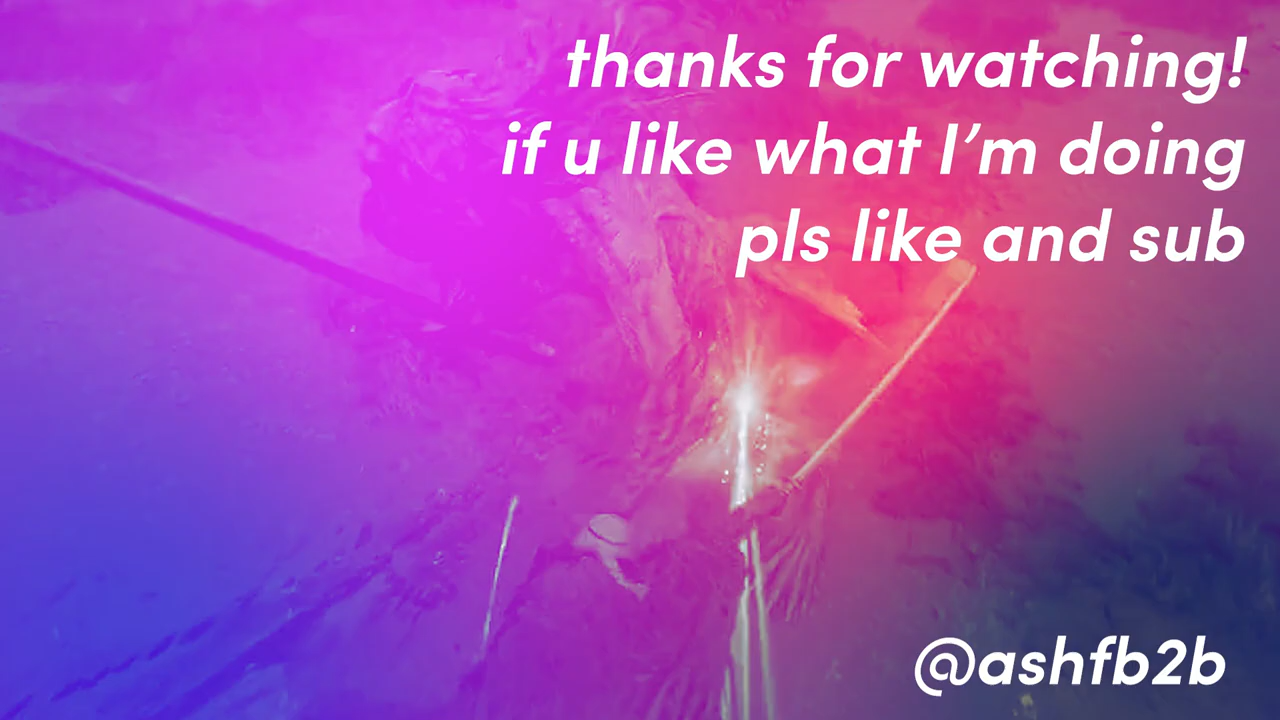 thanks for watching!
if u like what I’m doing
pls like and sub
@ashfb2b